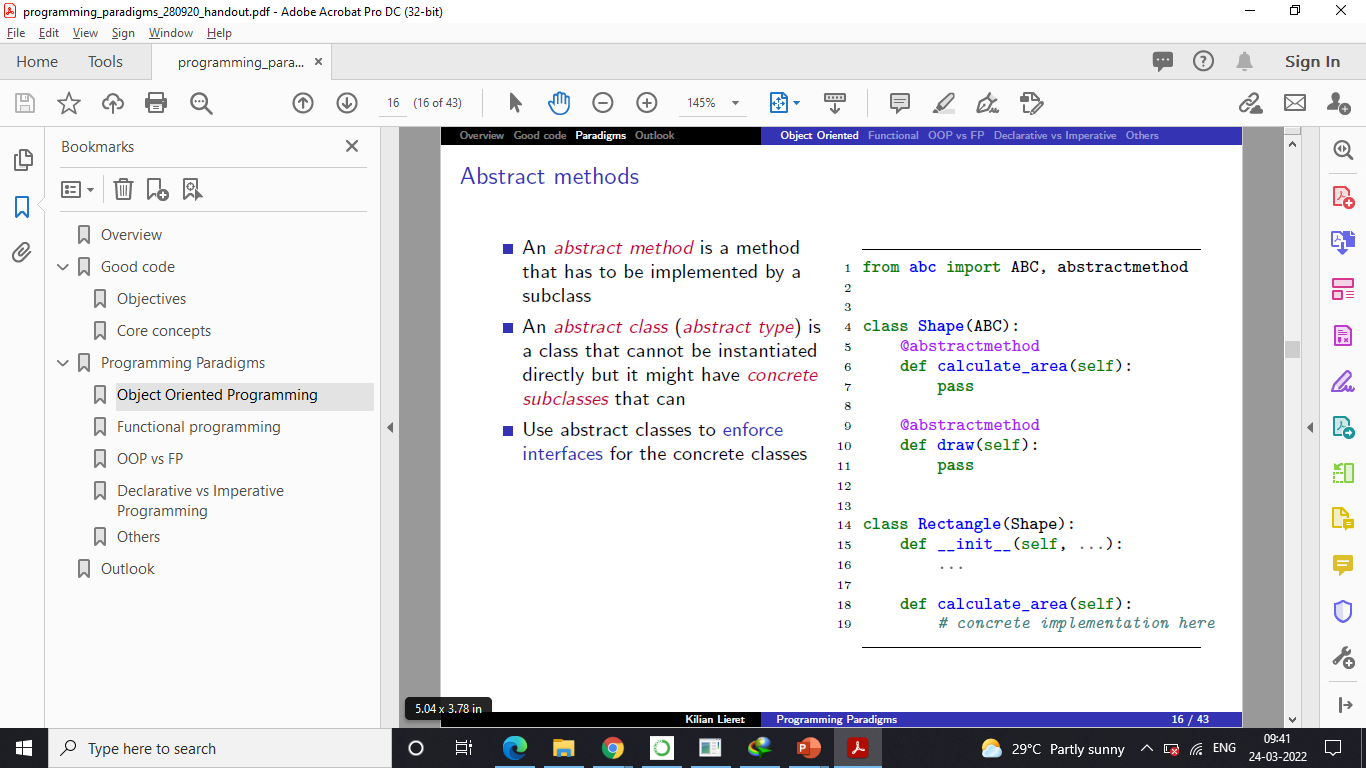 programming_paradigms_280920_handout.pdf - Adobe Acrobat Pro DC (32-bit)
File Edit View Sign Window Help
Home Tools programming_para... ×
Sign In
16 (16 of 43) 145%
Bookmarks
Overview
Good code
Objectives
Core concepts
Programming Paradigms
Object Oriented Programming
Functional programming
OOP vs FP
Declarative vs Imperative
Programming
Others
Outlook
Overview Good code Paradigms Outlook Object Oriented Functional OOP vs FP Declarative vs Imperative Others
Abstract methods
An abstract method is a method
that has to be implemented by a
subclass
An abstract class (abstract type) is
a class that cannot be instantiated
directly but it might have concrete
subclasses that can
Use abstract classes to enforce
interfaces for the concrete classes
1 from abc import ABC, abstractmethod
2
3
4 class Shape(ABC):
5 @abstractmethod
6 def calculate_area(self):
7 pass
8
9 @abstractmethod
10 def draw(self):
11 pass
12
13
14 class Rectangle(Shape):
15 def __init__(self, ...):
16 ...
17
18 def calculate_area(self):
19 # concrete implementation here
5.04 x 3.78 in
Kilian Lieret Programming Paradigms 16 / 43
Type here to search
29°C Partly sunny
ENG
09:41
24-03-2022